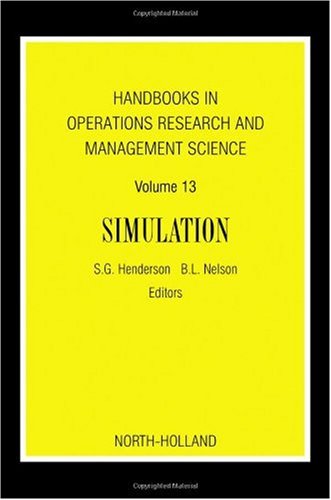 HANDBOOKS IN
OPERATIONS RESEARCH AND
MANAGEMENT SCIENCE
Volume 13
SIMULATION
S.G. Henderson B.L. Nelson
Editors
NORTH-HOLLAND